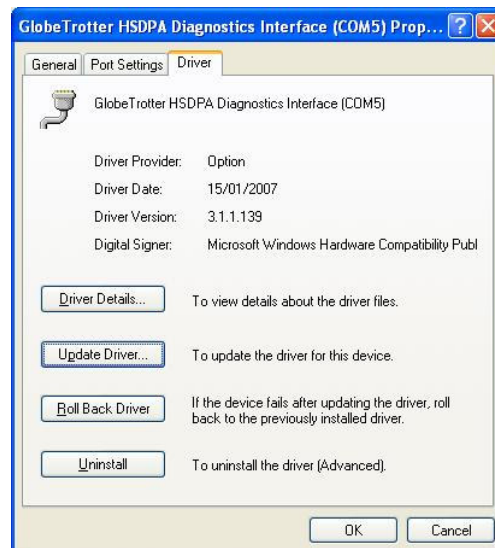 GlobeTrotter HSDPA Diagnostics Interface (COM5) Prop...
General
Port Settings
Driver
GlobeTrotter HSDPA Diagnostics Interface (COM5)
Driver Provider: Option
Driver Date: 15/01/2007
Driver Version: 3.1.1.139
Digital Signer: Microsoft Windows Hardware Compatibility Publ
Driver Details...
To view details about the driver files.
Update Driver...
To update the driver for this device.
Roll Back Driver
If the device fails after updating the driver, roll
back to the previously installed driver.
Uninstall
To uninstall the driver (Advanced).
OK
Cancel